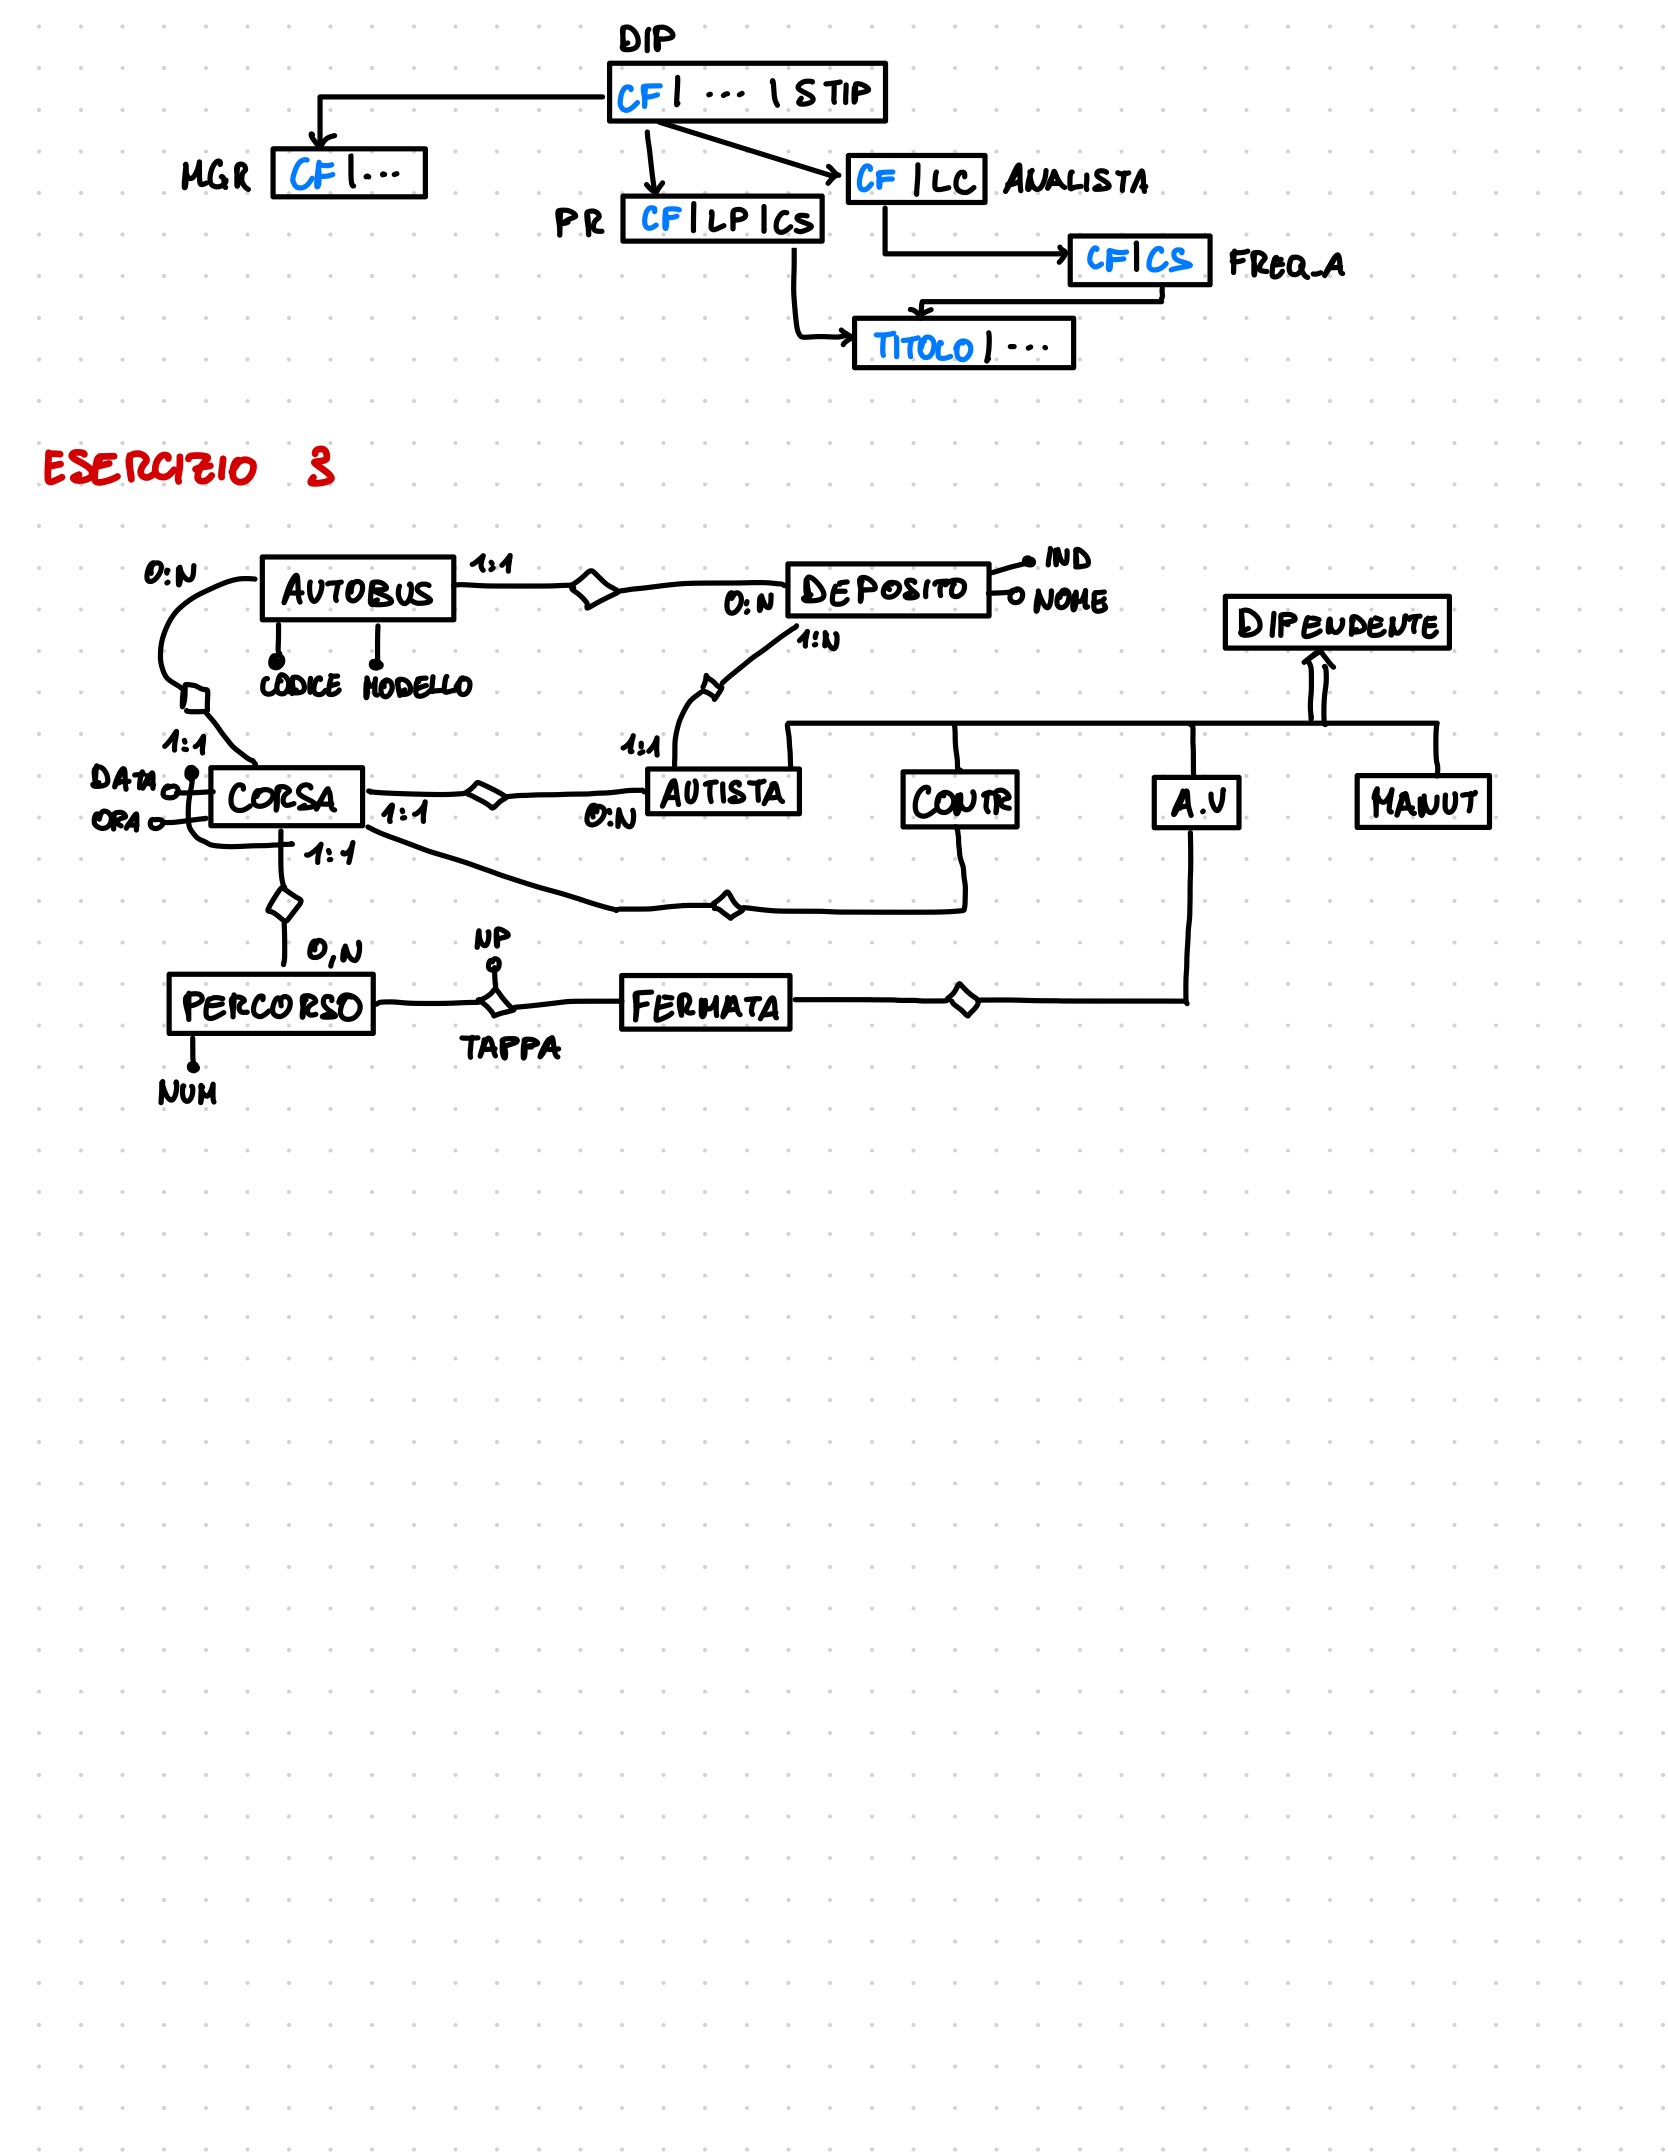 DIP
CF | ... | STIP
MGR CF | ...
CF | LC ANALISTA
PR CF | LP | CS
CF | CS FREQ_A
TITOLO | ...
ESERCIZIO 3
0:N AUTOBUS 1:1 0:N DEPOSITO IND
NOME
DIPENDENTE
CODICE MODELLO 1:N
1:1 1:1
DATA CORSA 1:1 0:N AUTISTA CONTR A.V MANUT
ORA
1:1
NP
0,N
PERCORSO FERMATA
TAPPA
NUM